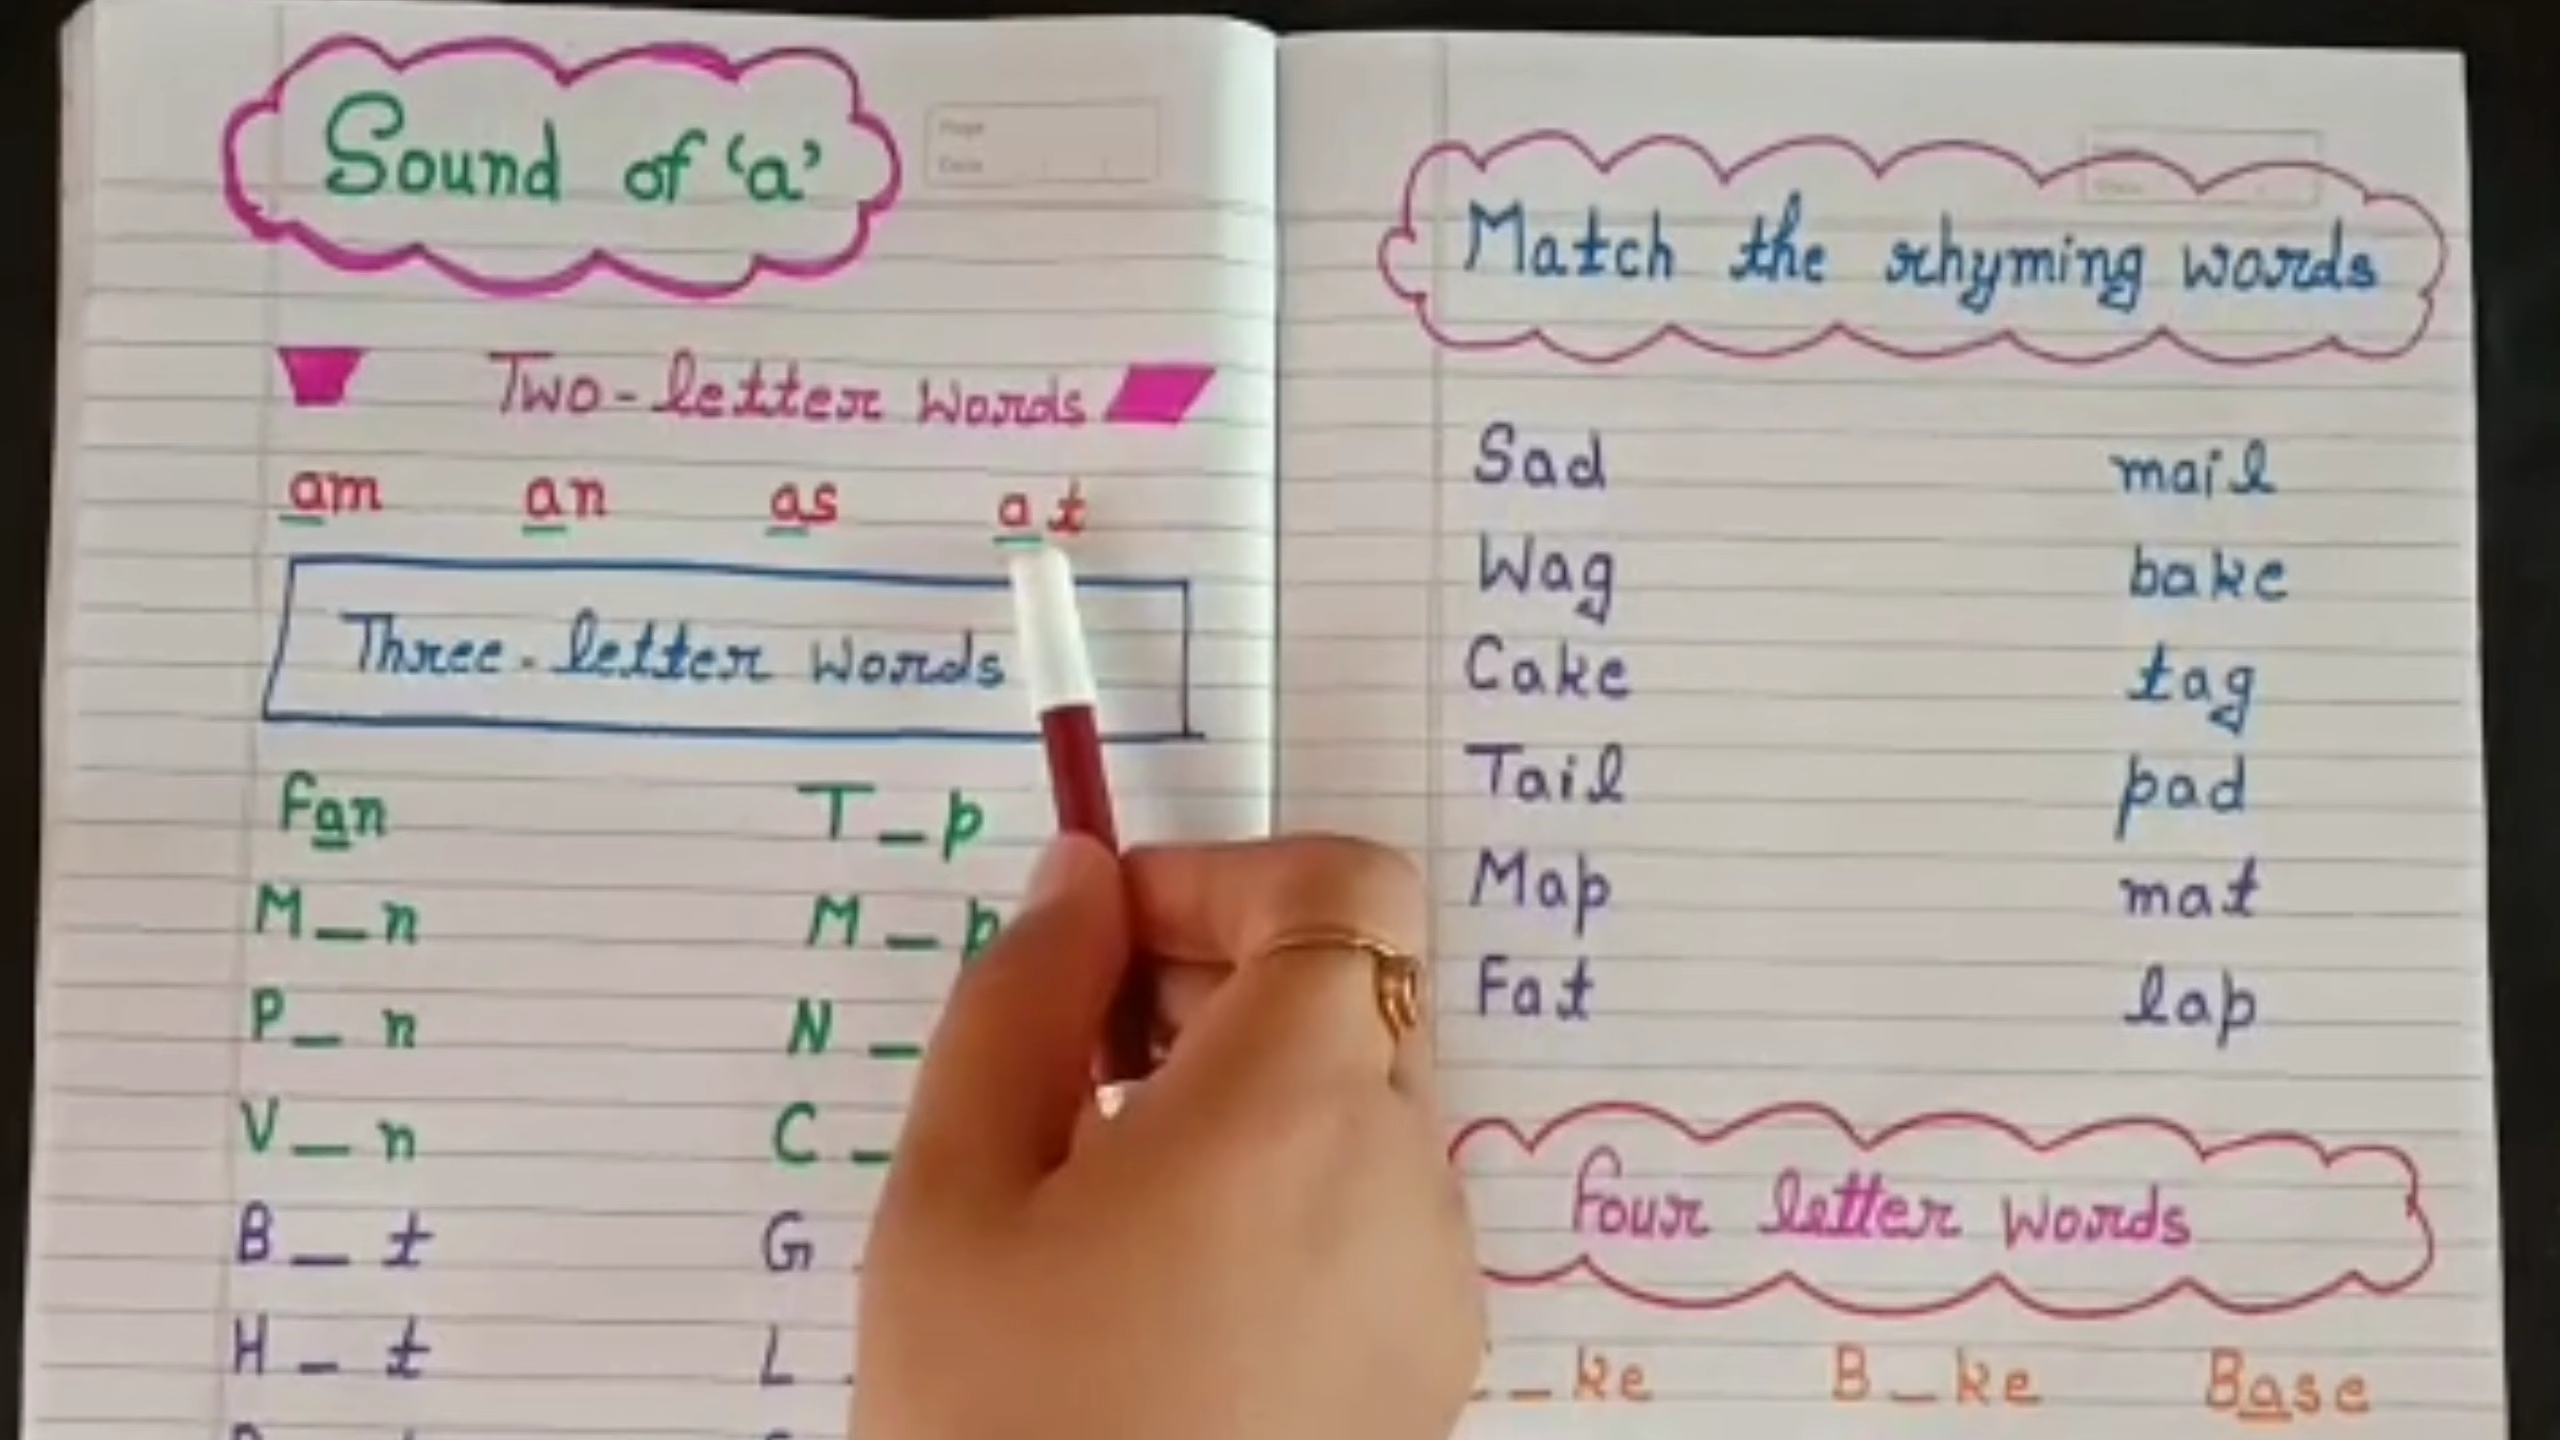 Sound of 'a'
Page
Date
Two-letter Words
am an as at
Three-letter Words
Fan T_p
M_n M_p
P_n N_
V_n C_
B_t G
H_t L
Match the rhyming words
Sad mail
Wag bake
Cake tag
Tail pad
Map mat
Fat lap
Four letter Words
_ke B_ke Base